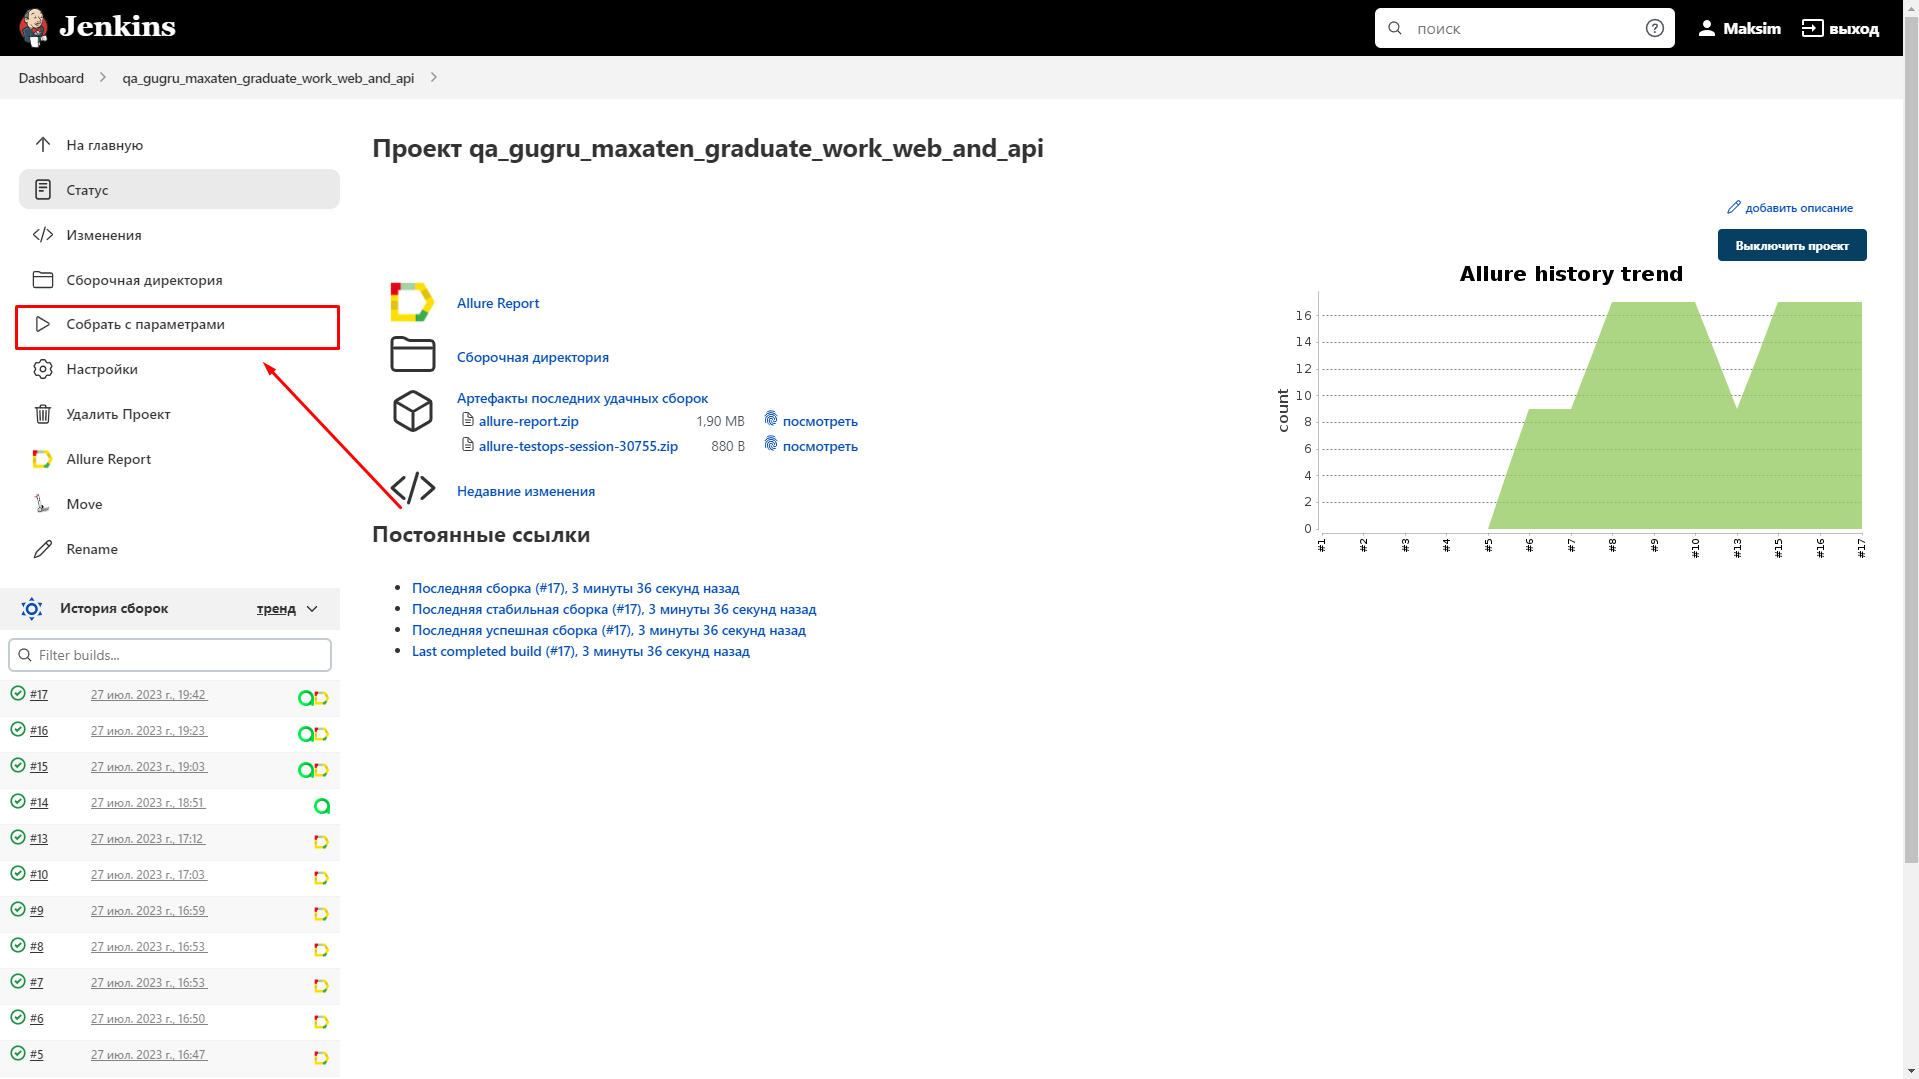 Jenkins
поиск
Maksim
выход
Dashboard
qa_gugru_maxaten_graduate_work_web_and_api
На главную
Статус
Изменения
Сборочная директория
Собрать с параметрами
Настройки
Удалить Проект
Allure Report
Move
Rename
История сборок
тренд
Filter builds...
#17 27 июл. 2023 г., 19:42
#16 27 июл. 2023 г., 19:23
#15 27 июл. 2023 г., 19:03
#14 27 июл. 2023 г., 18:51
#13 27 июл. 2023 г., 17:12
#10 27 июл. 2023 г., 17:03
#9 27 июл. 2023 г., 16:59
#8 27 июл. 2023 г., 16:53
#7 27 июл. 2023 г., 16:53
#6 27 июл. 2023 г., 16:50
#5 27 июл. 2023 г., 16:47
Проект qa_gugru_maxaten_graduate_work_web_and_api
добавить описание
Выключить проект
Allure Report
Сборочная директория
Артефакты последних удачных сборок
allure-report.zip 1,90 MB посмотреть
allure-testops-session-30755.zip 880 B посмотреть
Недавние изменения
Постоянные ссылки
Последняя сборка (#17), 3 минуты 36 секунд назад
Последняя стабильная сборка (#17), 3 минуты 36 секунд назад
Последняя успешная сборка (#17), 3 минуты 36 секунд назад
Last completed build (#17), 3 минуты 36 секунд назад
Allure history trend
count
16
14
12
10
8
6
4
2
0
#1
#2
#3
#4
#5
#6
#7
#8
#9
#10
#13
#15
#16
#17